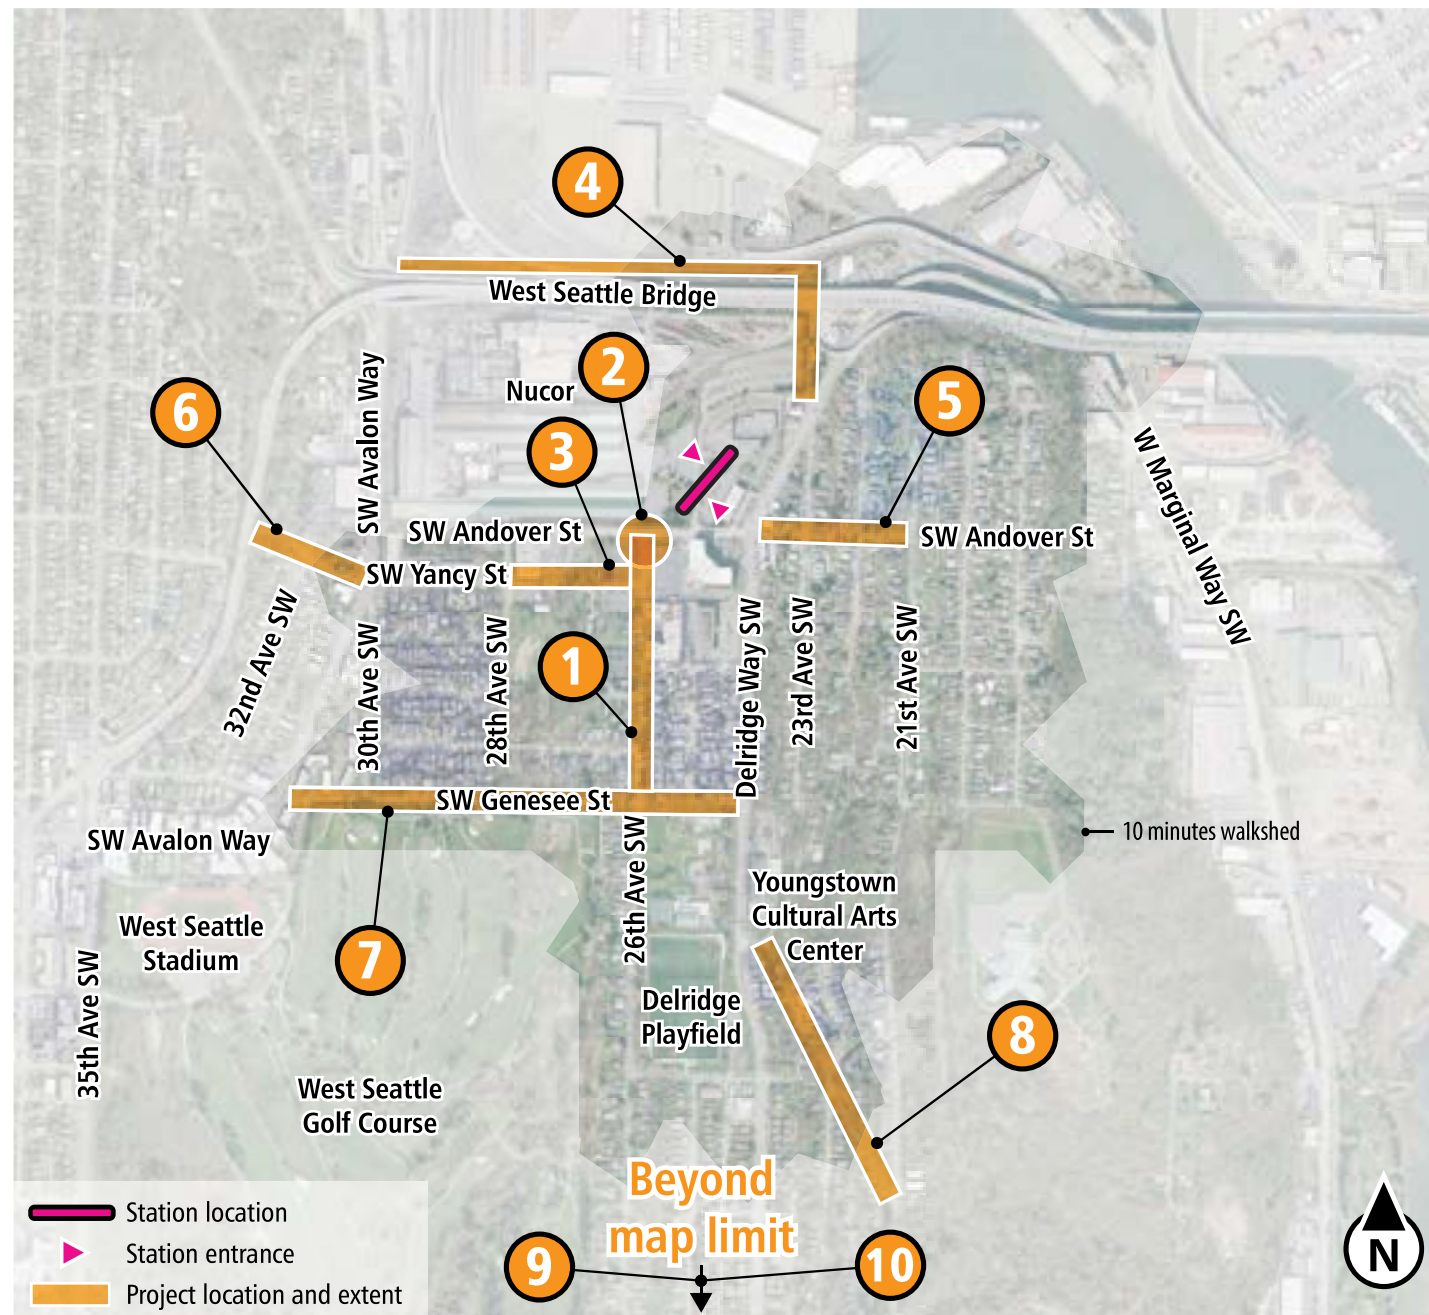 4
West Seattle Bridge
2
Nucor
3
5
6
SW Avalon Way
SW Andover St
SW Andover St
W Marginal Way SW
SW Yancy St
32nd Ave SW
30th Ave SW
28th Ave SW
1
Delridge Way SW
23rd Ave SW
21st Ave SW
SW Genesee St
SW Avalon Way
10 minutes walkshed
26th Ave SW
Youngstown
Cultural Arts
Center
West Seattle
Stadium
7
35th Ave SW
Delridge
Playfield
8
West Seattle
Golf Course
Beyond
map limit
9
10
Station location
Station entrance
Project location and extent
N